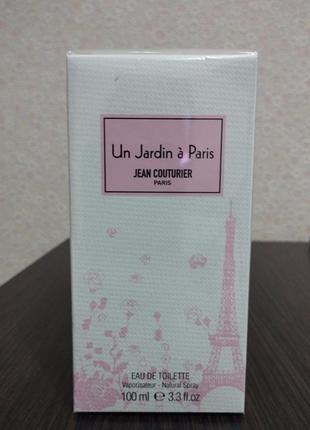 Un Jardin à Paris
JEAN COUTURIER
PARIS
EAU DE TOILETTE
Vaporisateur - Natural Spray
100 ml ℮ 3.3 fl.oz